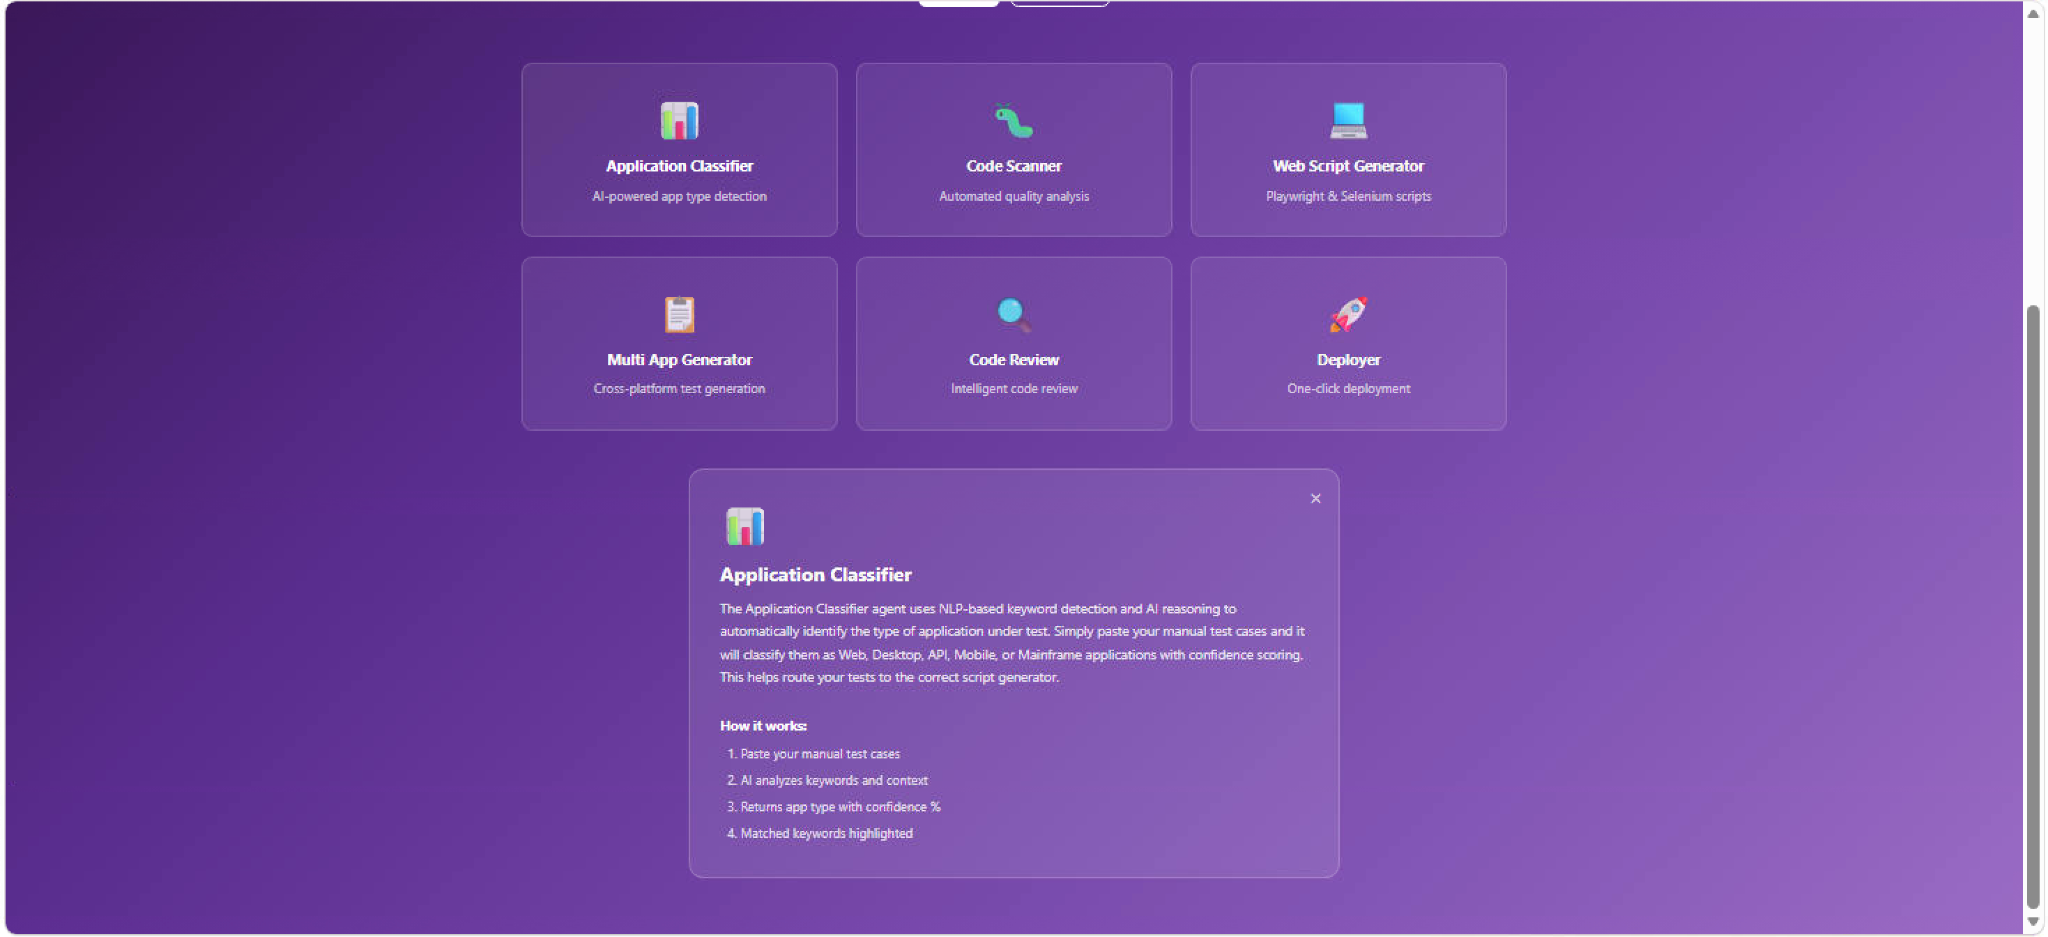 Application Classifier
AI-powered app type detection
Code Scanner
Automated quality analysis
Web Script Generator
Playwright & Selenium scripts
Multi App Generator
Cross-platform test generation
Code Review
Intelligent code review
Deployer
One-click deployment
×
Application Classifier
The Application Classifier agent uses NLP-based keyword detection and AI reasoning to
automatically identify the type of application under test. Simply paste your manual test cases and it
will classify them as Web, Desktop, API, Mobile, or Mainframe applications with confidence scoring.
This helps route your tests to the correct script generator.
How it works:
1. Paste your manual test cases
2. AI analyzes keywords and context
3. Returns app type with confidence %
4. Matched keywords highlighted